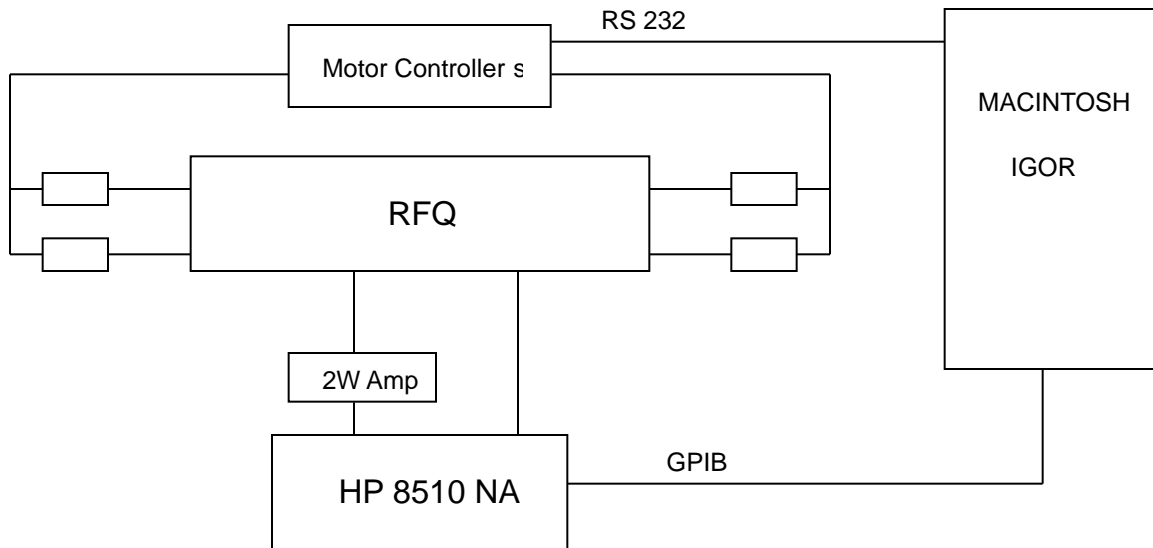 RS 232
Motor Controller s
MACINTOSH
IGOR
RFQ
2W Amp
GPIB
HP 8510 NA